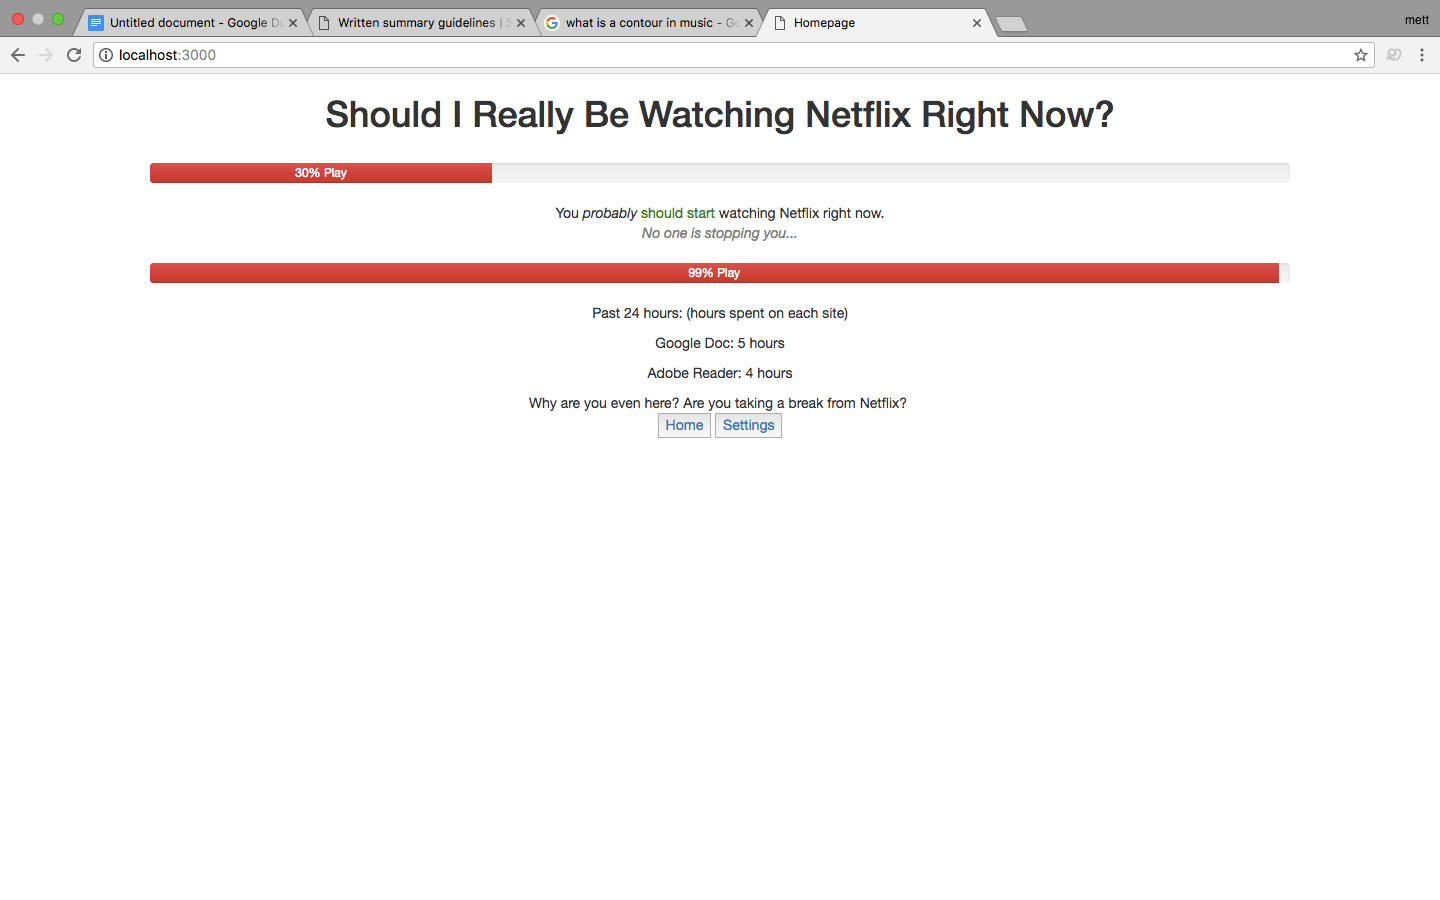 Untitled document - Google D
Written summary guidelines | S
what is a contour in music - Go
Homepage
mett
localhost:3000
Should I Really Be Watching Netflix Right Now?
30% Play
You probably should start watching Netflix right now.
No one is stopping you...
99% Play
Past 24 hours: (hours spent on each site)
Google Doc: 5 hours
Adobe Reader: 4 hours
Why are you even here? Are you taking a break from Netflix?
Home Settings